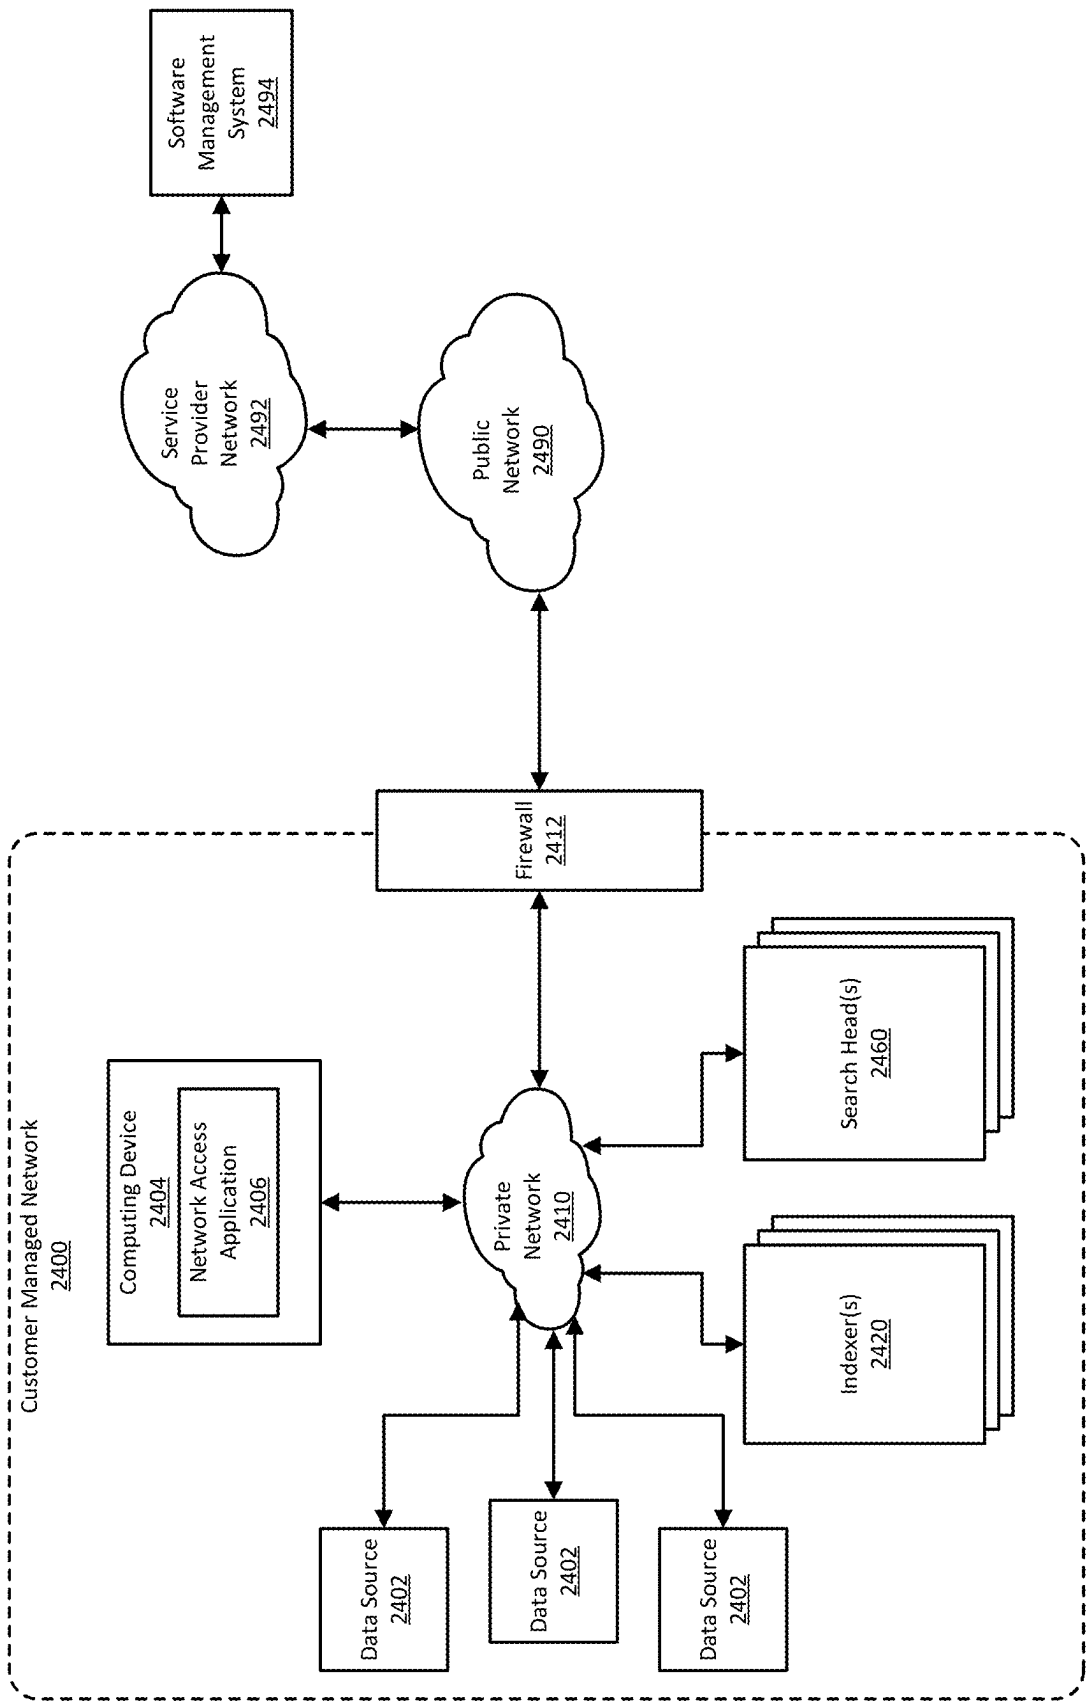 Customer Managed Network
2400
Computing Device
2404
Network Access
Application
2406
Data Source
2402
Data Source
2402
Data Source
2402
Private
Network
2410
Indexer(s)
2420
Search Head(s)
2460
Firewall
2412
Public
Network
2490
Service
Provider
Network
2492
Software
Management
System
2494